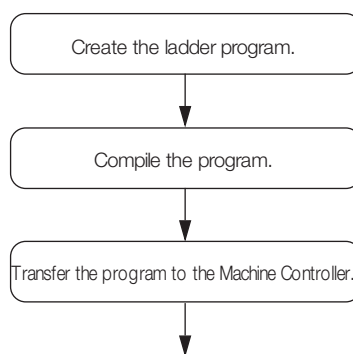 Create the ladder program.
Compile the program.
Transfer the program to the Machine Controller.